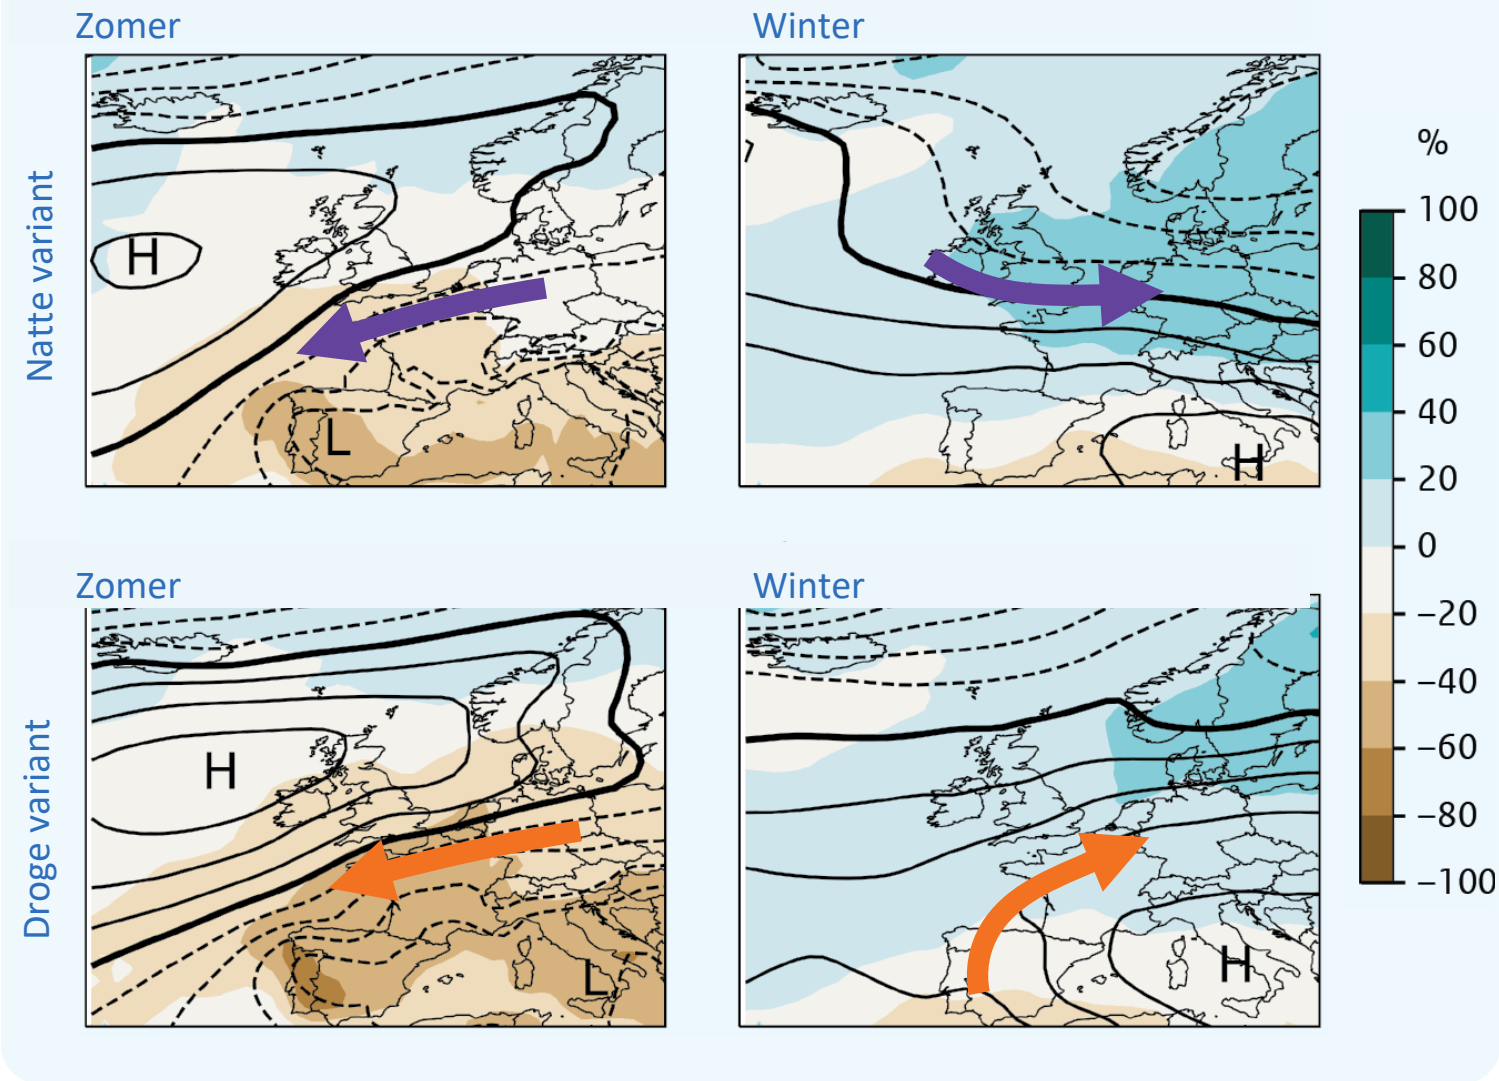 Zomer
Winter
Natte variant
H
L
H
%
100
80
60
40
20
0
−20
−40
−60
−80
−100
Zomer
Winter
Droge variant
H
L
H